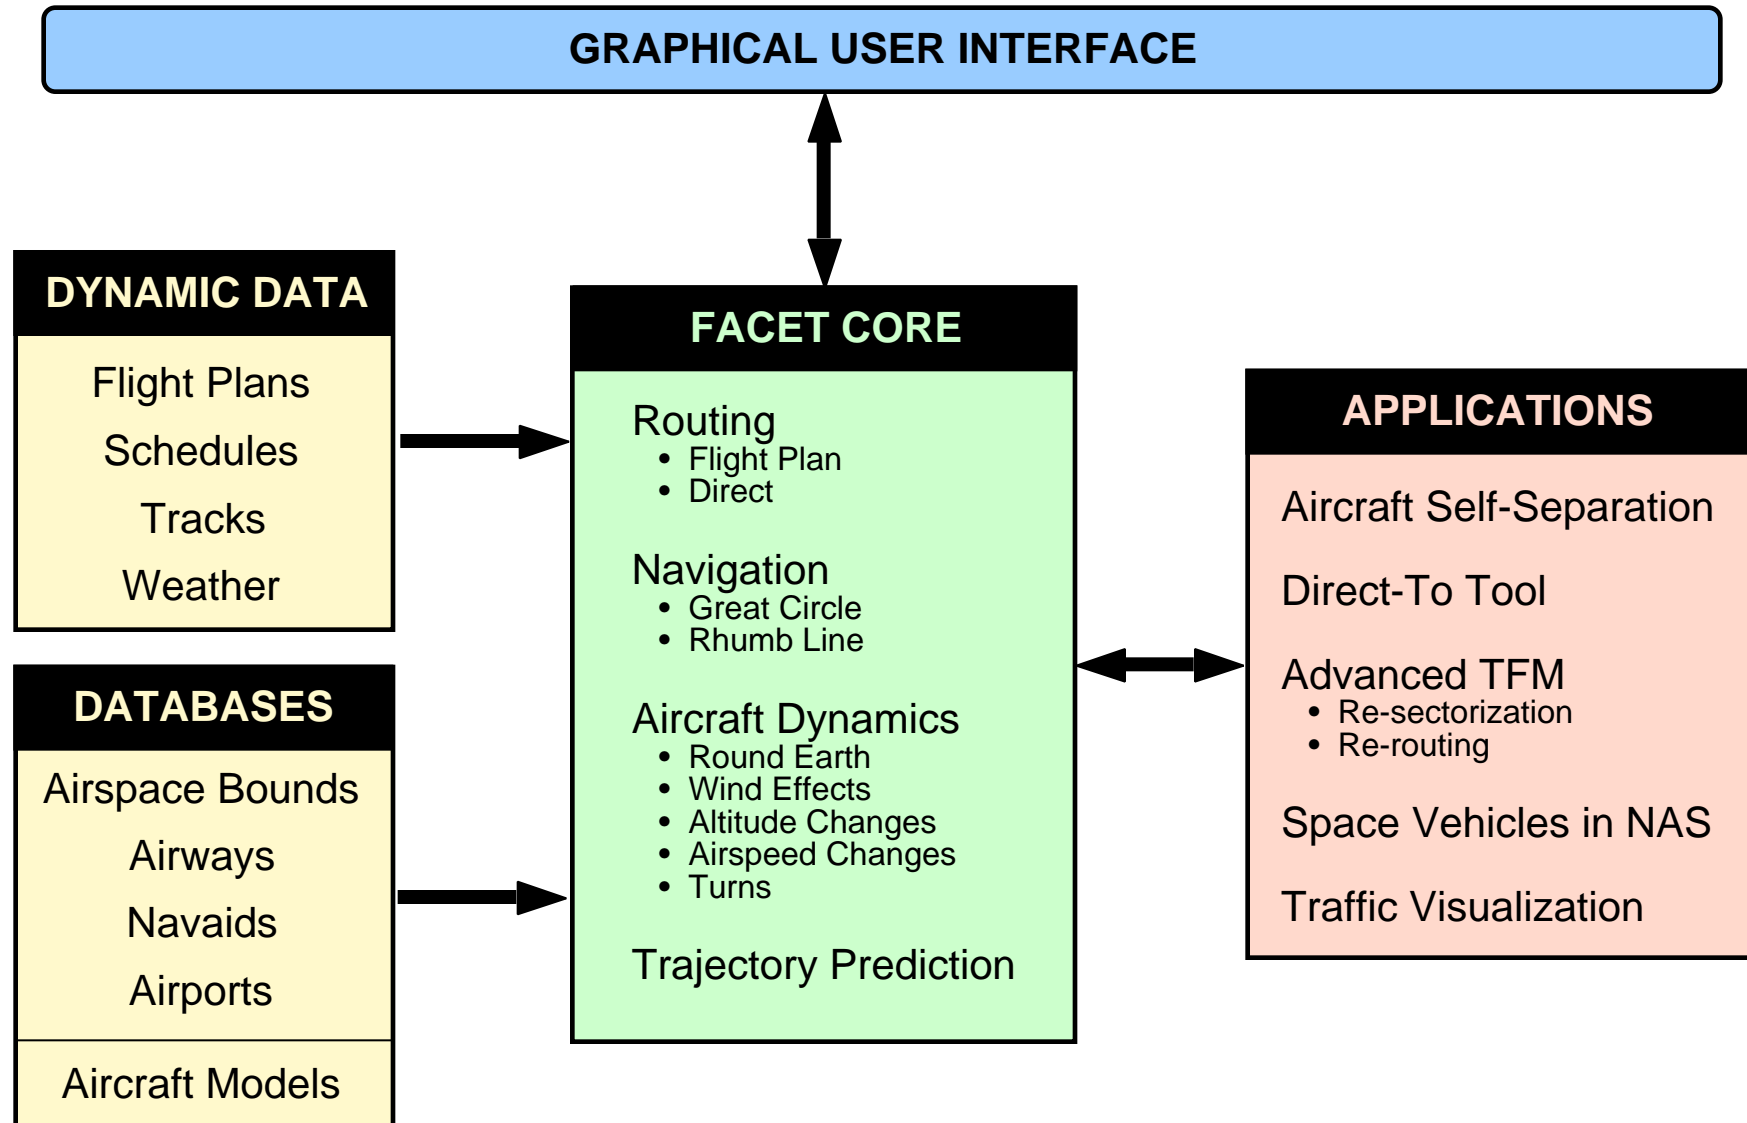 GRAPHICAL USER INTERFACE
DYNAMIC DATA
Flight Plans
Schedules
Tracks
Weather
DATABASES
Airspace Bounds
Airways
Navaids
Airports
Aircraft Models
FACET CORE
Routing
• Flight Plan
• Direct
Navigation
• Great Circle
• Rhumb Line
Aircraft Dynamics
• Round Earth
• Wind Effects
• Altitude Changes
• Airspeed Changes
• Turns
Trajectory Prediction
APPLICATIONS
Aircraft Self-Separation
Direct-To Tool
Advanced TFM
• Re-sectorization
• Re-routing
Space Vehicles in NAS
Traffic Visualization